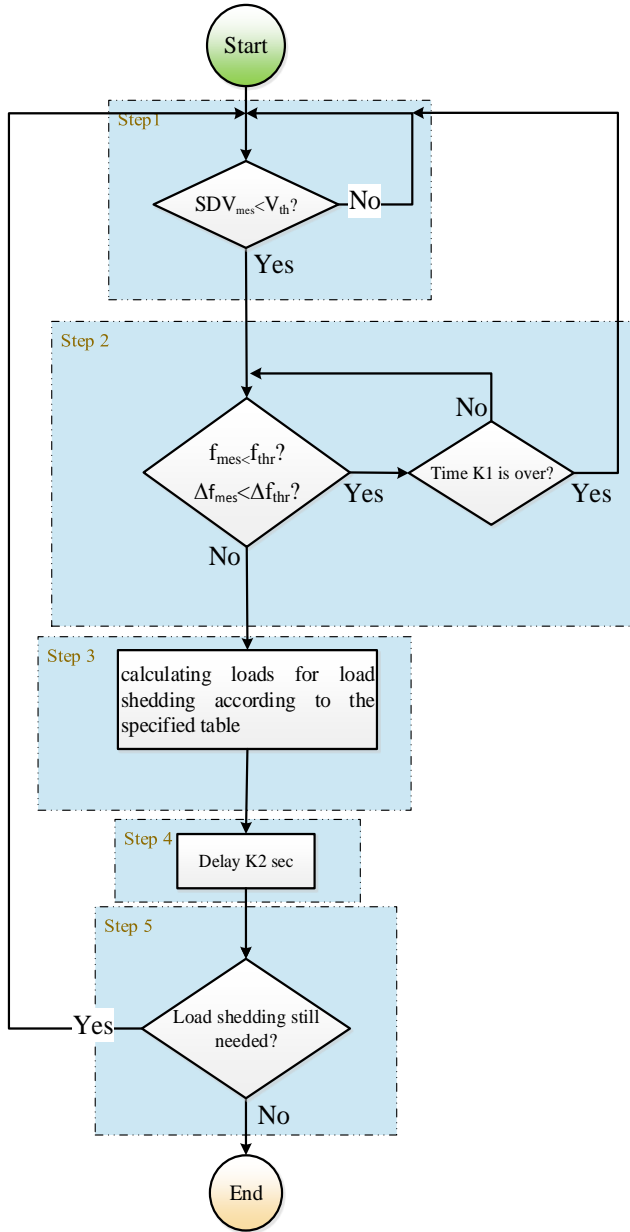 Start
Step1
SDVmes<Vth?
No
Yes
Step 2
No
fmes<fthr?
Δfmes<Δfthr?
Yes
Time K1 is over?
Yes
No
Step 3
calculating loads for load
shedding according to the
specified table
Step 4
Delay K2 sec
Step 5
Yes
Load shedding still
needed?
No
End